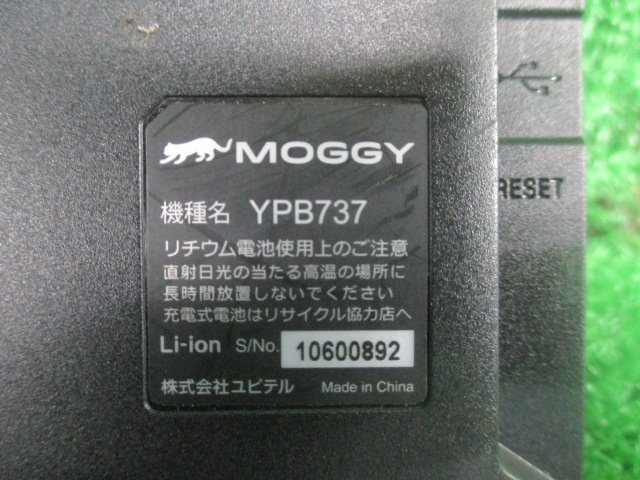 MOGGY
機種名 YPB737
リチウム電池使用上のご注意
直射日光の当たる高温の場所に
長時間放置しないでください
充電式電池はリサイクル協力店へ
Li-ion S/No. 10600892
株式会社ユピテル Made in China
RESET